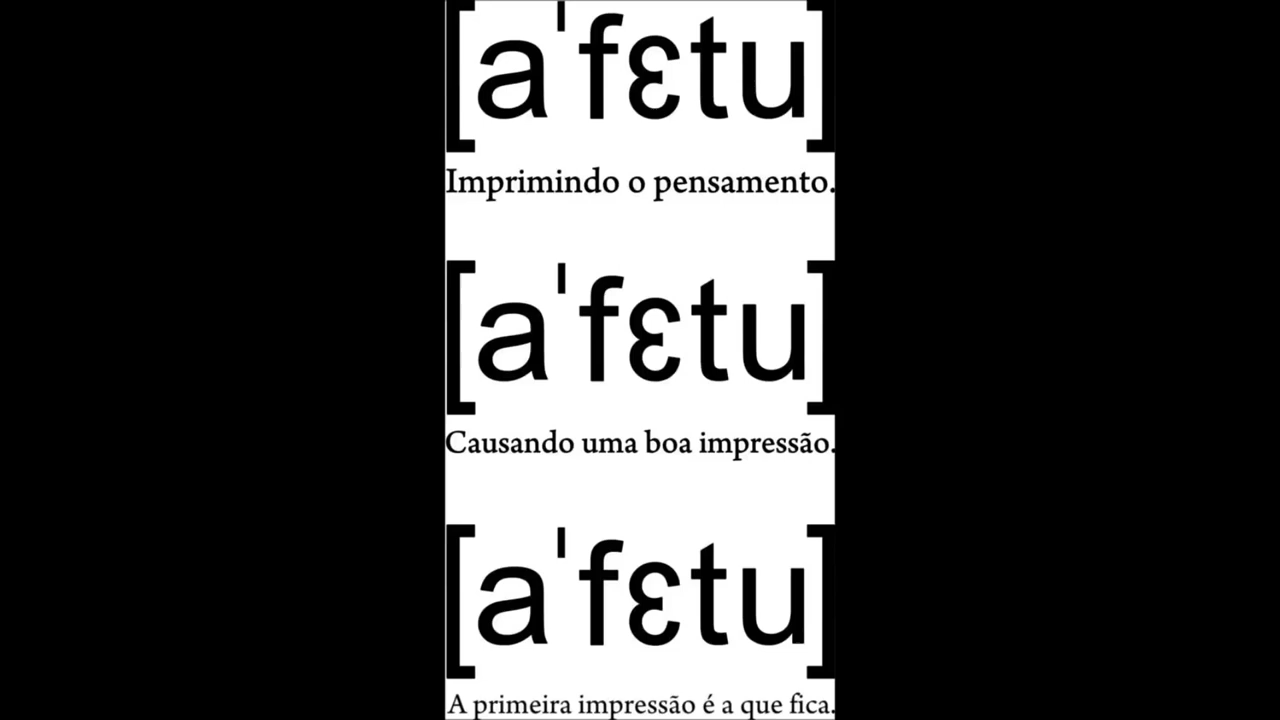 [aˈfɛtu]
Imprimindo o pensamento.
[aˈfɛtu]
Causando uma boa impressão.
[aˈfɛtu]
A primeira impressão é a que fica.